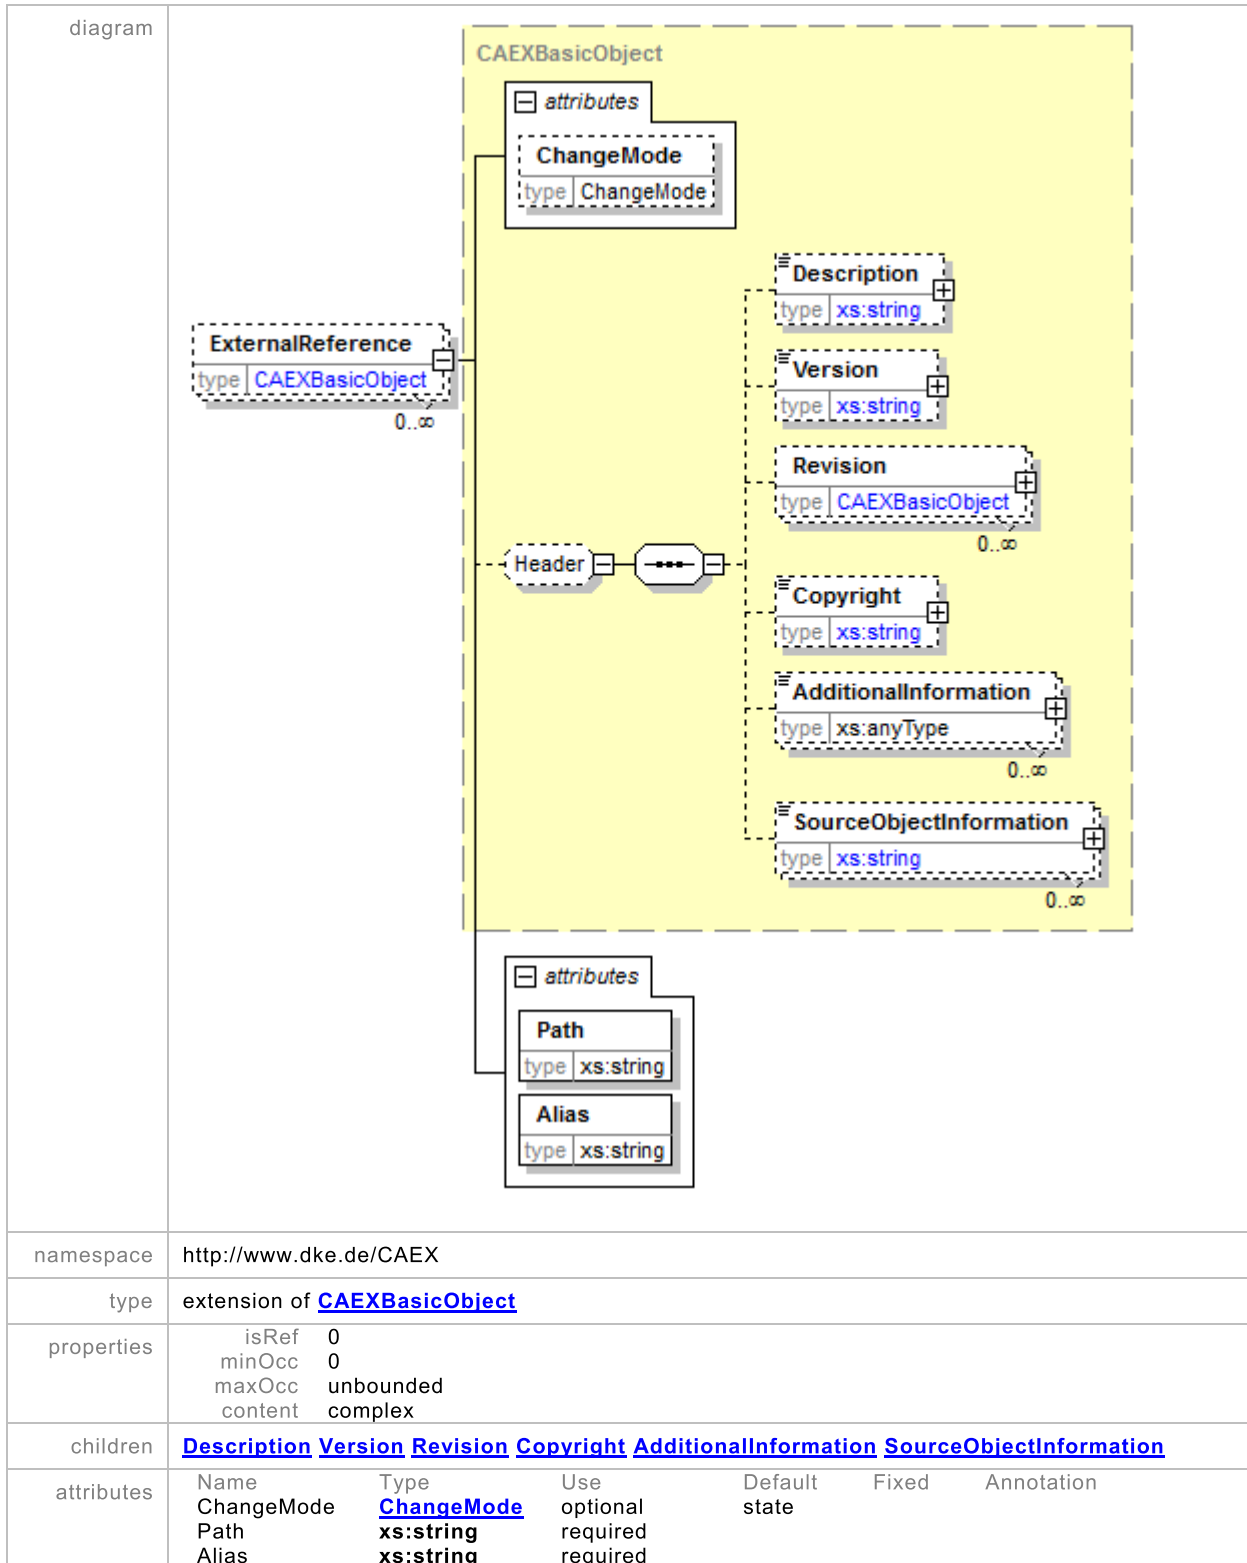 diagram
CAEXBasicObject
attributes
ChangeMode
type ChangeMode
Description
type xs:string
ExternalReference
type CAEXBasicObject
0..∞
Version
type xs:string
Revision
type CAEXBasicObject
0..∞
Header
Copyright
type xs:string
AdditionalInformation
type xs:anyType
0..∞
SourceObjectInformation
type xs:string
0..∞
attributes
Path
type xs:string
Alias
type xs:string
namespace http://www.dke.de/CAEX
type extension of CAEXBasicObject
properties
isRef 0
minOcc 0
maxOcc unbounded
content complex
children Description Version Revision Copyright AdditionalInformation SourceObjectInformation
attributes
Name Type Use Default Fixed Annotation
ChangeMode ChangeMode optional state
Path xs:string required
Alias xs:string required